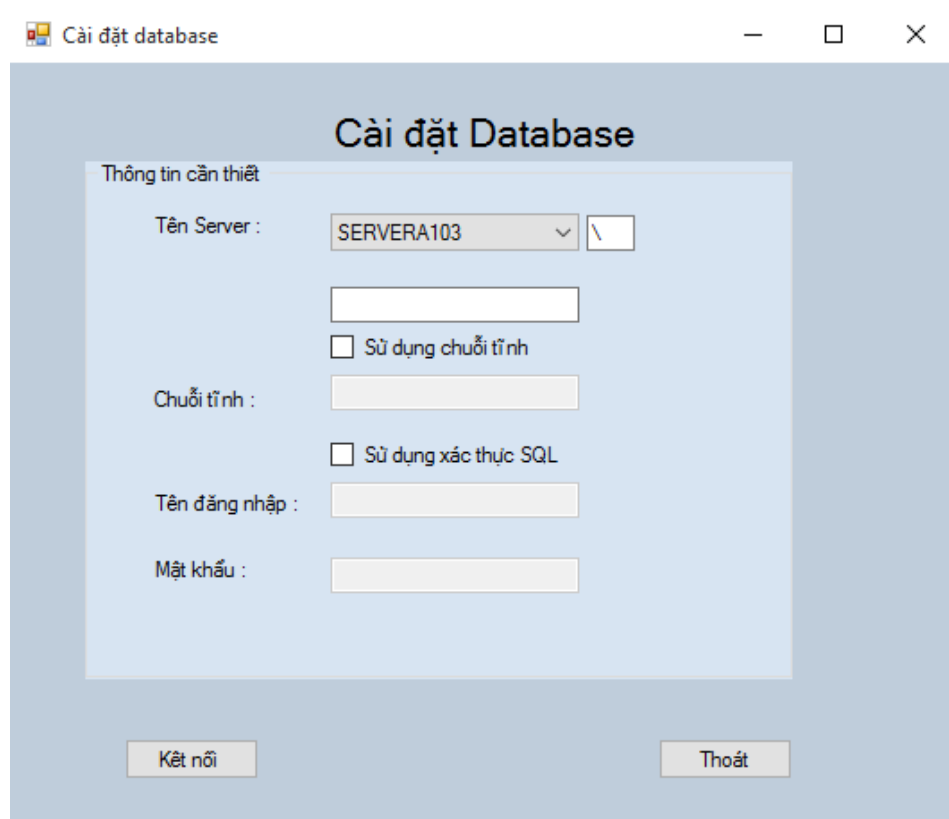 Cài đặt database
Cài đặt Database
Thông tin cần thiết
Tên Server :
SERVERA103
\
Sử dụng chuỗi tĩnh
Chuỗi tĩnh :
Sử dụng xác thực SQL
Tên đăng nhập :
Mật khẩu :
Kêt nối
Thoát